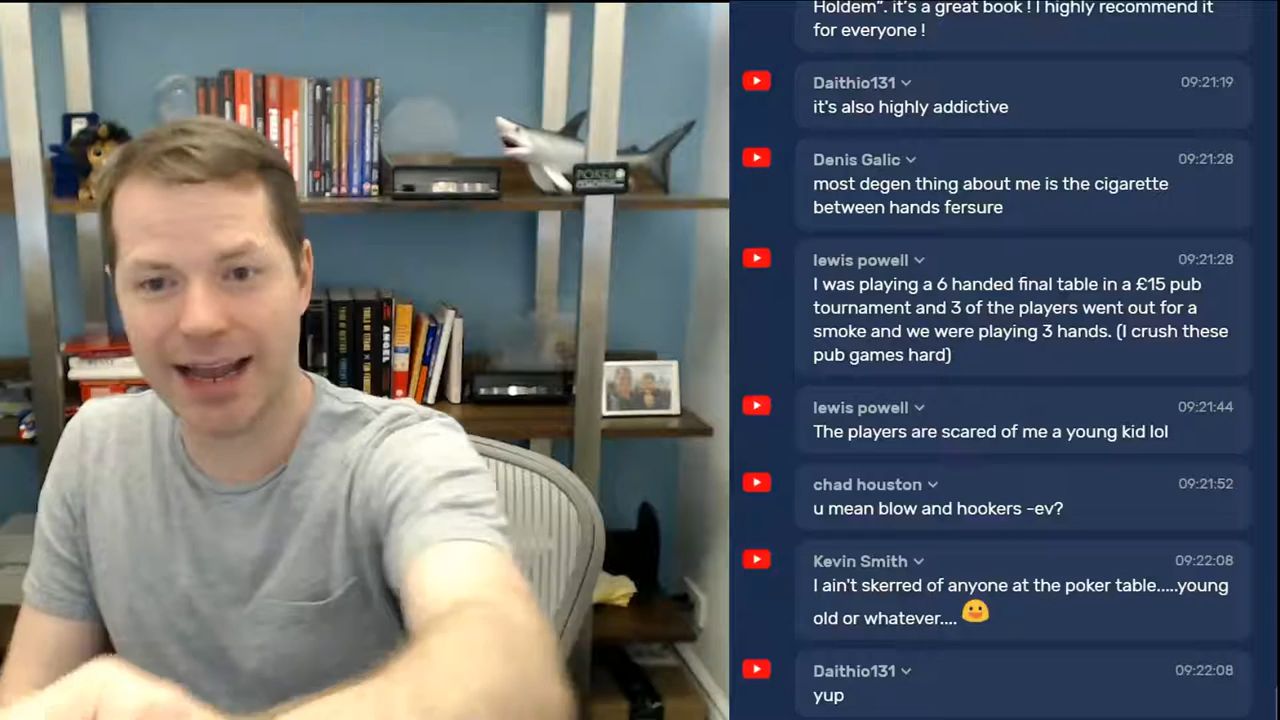 POKER
ANGEL
Holdem". it's a great book ! I highly recommend it
for everyone !
Daithio131 09:21:19
it's also highly addictive
Denis Galic 09:21:28
most degen thing about me is the cigarette
between hands fersure
lewis powell 09:21:28
I was playing a 6 handed final table in a £15 pub
tournament and 3 of the players went out for a
smoke and we were playing 3 hands. (I crush these
pub games hard)
lewis powell 09:21:44
The players are scared of me a young kid lol
chad houston 09:21:52
u mean blow and hookers -ev?
Kevin Smith 09:22:08
I ain't skerred of anyone at the poker table.....young
old or whatever....
Daithio131 09:22:08
yup